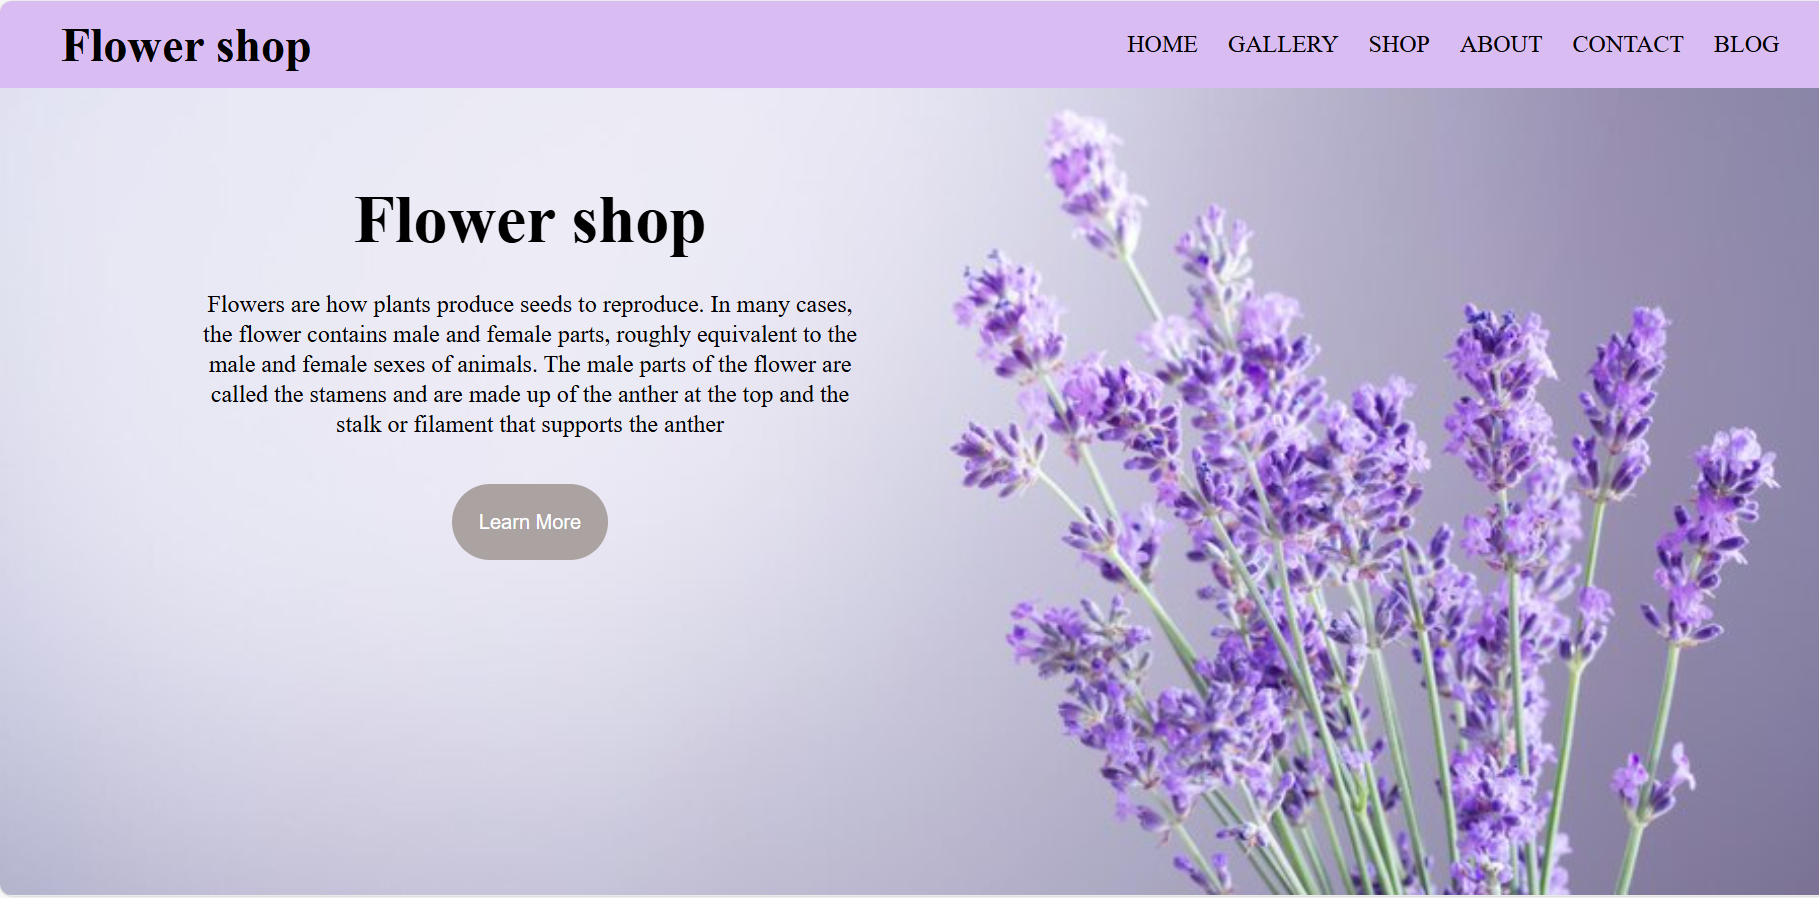 Flower shop
HOME GALLERY SHOP ABOUT CONTACT BLOG
Flower shop
Flowers are how plants produce seeds to reproduce. In many cases,
the flower contains male and female parts, roughly equivalent to the
male and female sexes of animals. The male parts of the flower are
called the stamens and are made up of the anther at the top and the
stalk or filament that supports the anther
Learn More